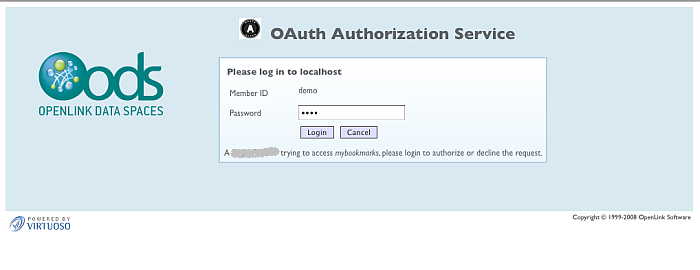 OAuth Authorization Service
ods
OPENLINK DATA SPACES
Please log in to localhost
Member ID demo
Password ••••
Login Cancel
A trying to access mybookmarks, please login to authorize or decline the request.
POWERED BY
VIRTUOSO
Copyright © 1999-2008 OpenLink Software